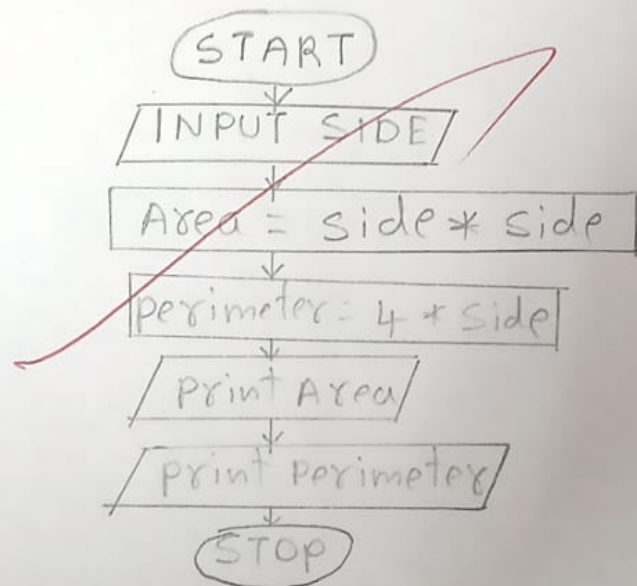 START
INPUT SIDE
Area = side * side
perimeter = 4 * side
print Area
print perimeter
STOP